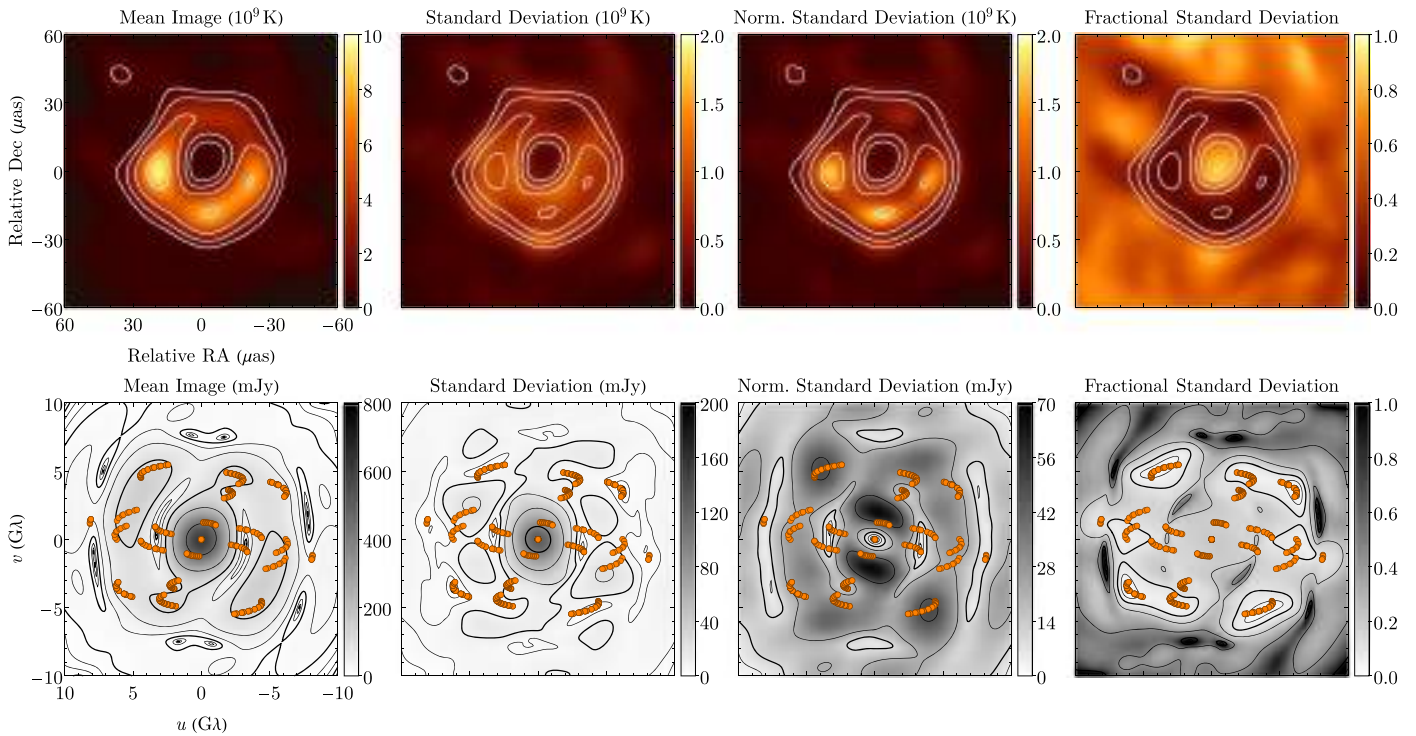 Mean Image (10⁹ K) Standard Deviation (10⁹ K) Norm. Standard Deviation (10⁹ K) Fractional Standard Deviation
60 10 2.0 2.0 1.0
30 8 1.5 1.5 0.8
6 0.6
Relative Dec (μas) 0 1.0 1.0
4 0.4
−30 2 0.5 0.5 0.2
−60 0 0.0 0.0 0.0
60 30 0 −30 −60
Relative RA (μas)
Mean Image (mJy) Standard Deviation (mJy) Norm. Standard Deviation (mJy) Fractional Standard Deviation
10 800 200 70 1.0
5 600 160 56 0.8
120 42 0.6
v (Gλ) 0 400
80 28 0.4
−5 200 40 14 0.2
−10 0 0 0 0.0
10 5 0 −5 −10
u (Gλ)